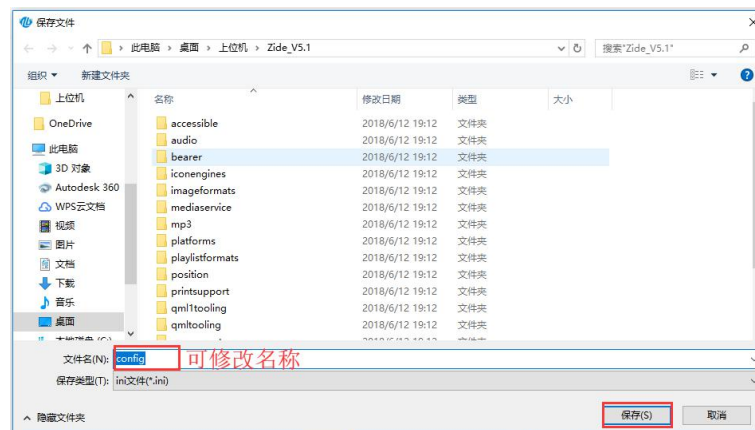 保存文件
此电脑 › 桌面 › 上位机 › Zide_V5.1
搜索"Zide_V5.1"
组织 新建文件夹
上位机
OneDrive
此电脑
3D 对象
Autodesk 360
WPS云文档
视频
图片
文档
下载
音乐
桌面
名称 修改日期 类型 大小
accessible 2018/6/12 19:12 文件夹
audio 2018/6/12 19:12 文件夹
bearer 2018/6/12 19:12 文件夹
iconengines 2018/6/12 19:12 文件夹
imageformats 2018/6/12 19:12 文件夹
mediaservice 2018/6/12 19:12 文件夹
mp3 2018/6/12 19:12 文件夹
platforms 2018/6/12 19:12 文件夹
playlistformats 2018/6/12 19:12 文件夹
position 2018/6/12 19:12 文件夹
printsupport 2018/6/12 19:12 文件夹
qml1tooling 2018/6/12 19:12 文件夹
qmltooling 2018/6/12 19:12 文件夹
文件名(N): config 可修改名称
保存类型(T): ini文件(*.ini)
隐藏文件夹 保存(S) 取消